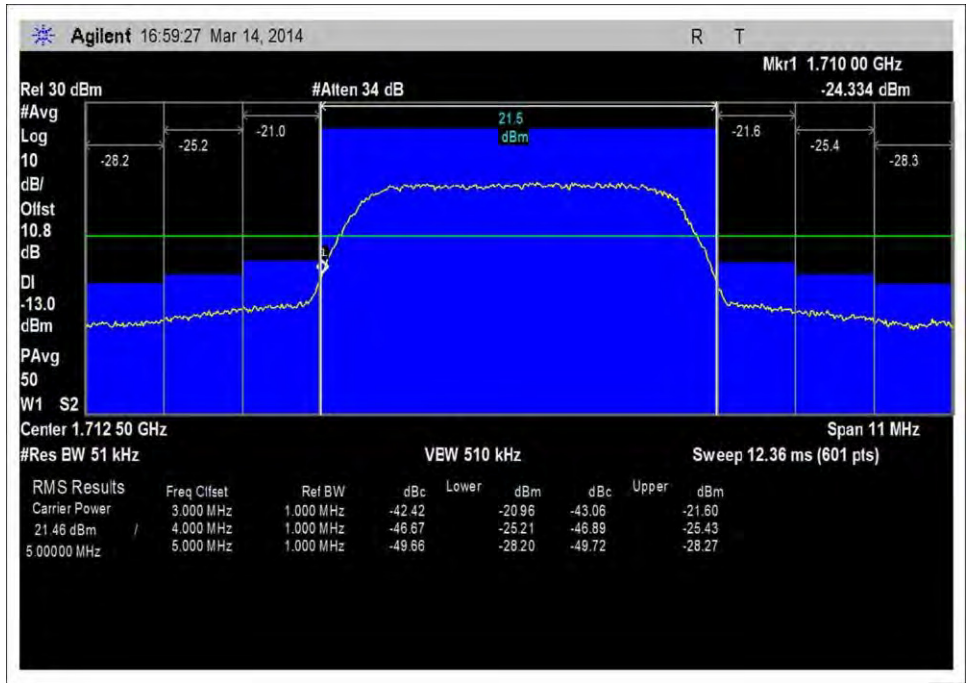 Agilent 16:59:27 Mar 14, 2014 R T
Mkr1 1.710 00 GHz
Ref 30 dBm #Atten 34 dB -24.334 dBm
#Avg
Log
10
dB/
Offst
10.8
dB
DI
-13.0
dBm
PAvg
50
W1 S2
-28.2 -25.2 -21.0 21.5 -21.6 -25.4 -28.3
dBm
1
Center 1.712 50 GHz Span 11 MHz
#Res BW 51 kHz VBW 510 kHz Sweep 12.36 ms (601 pts)
RMS Results Freq Offset Ref BW dBc Lower dBm dBc Upper dBm
Carrier Power 3.000 MHz 1.000 MHz -42.42 -20.96 -43.06 -21.60
21.46 dBm / 4.000 MHz 1.000 MHz -46.67 -25.21 -46.89 -25.43
5.00000 MHz 5.000 MHz 1.000 MHz -49.66 -28.20 -49.72 -28.27